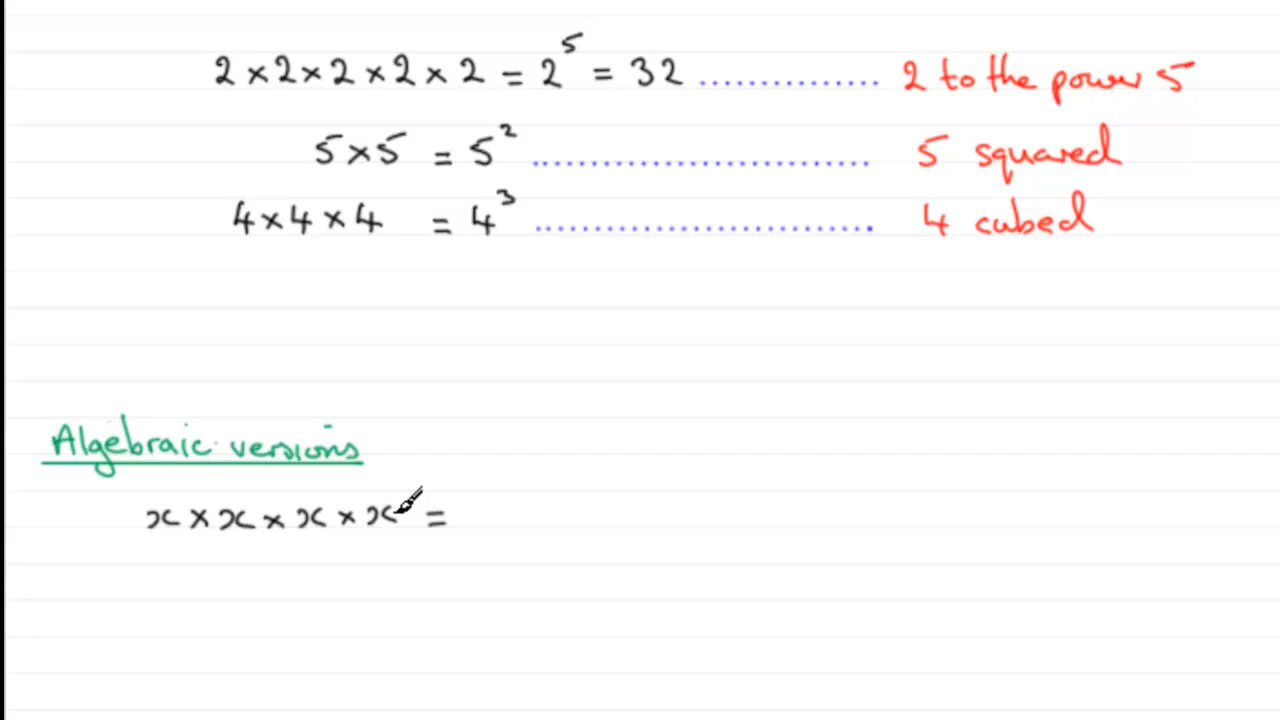 2 × 2 × 2 × 2 × 2 = 2⁵ = 32 ............... 2 to the power 5
5 × 5 = 5² ............................. 5 squared
4 × 4 × 4 = 4³ ............................. 4 cubed
Algebraic versions
x × x × x × x =